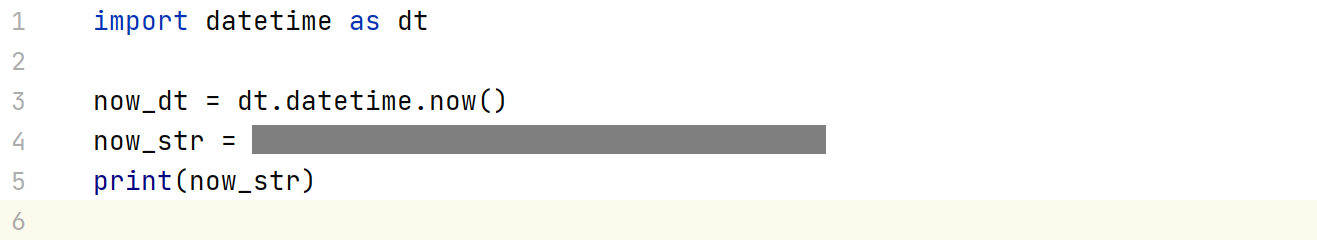 1 import datetime as dt
2
3 now_dt = dt.datetime.now()
4 now_str =
5 print(now_str)
6